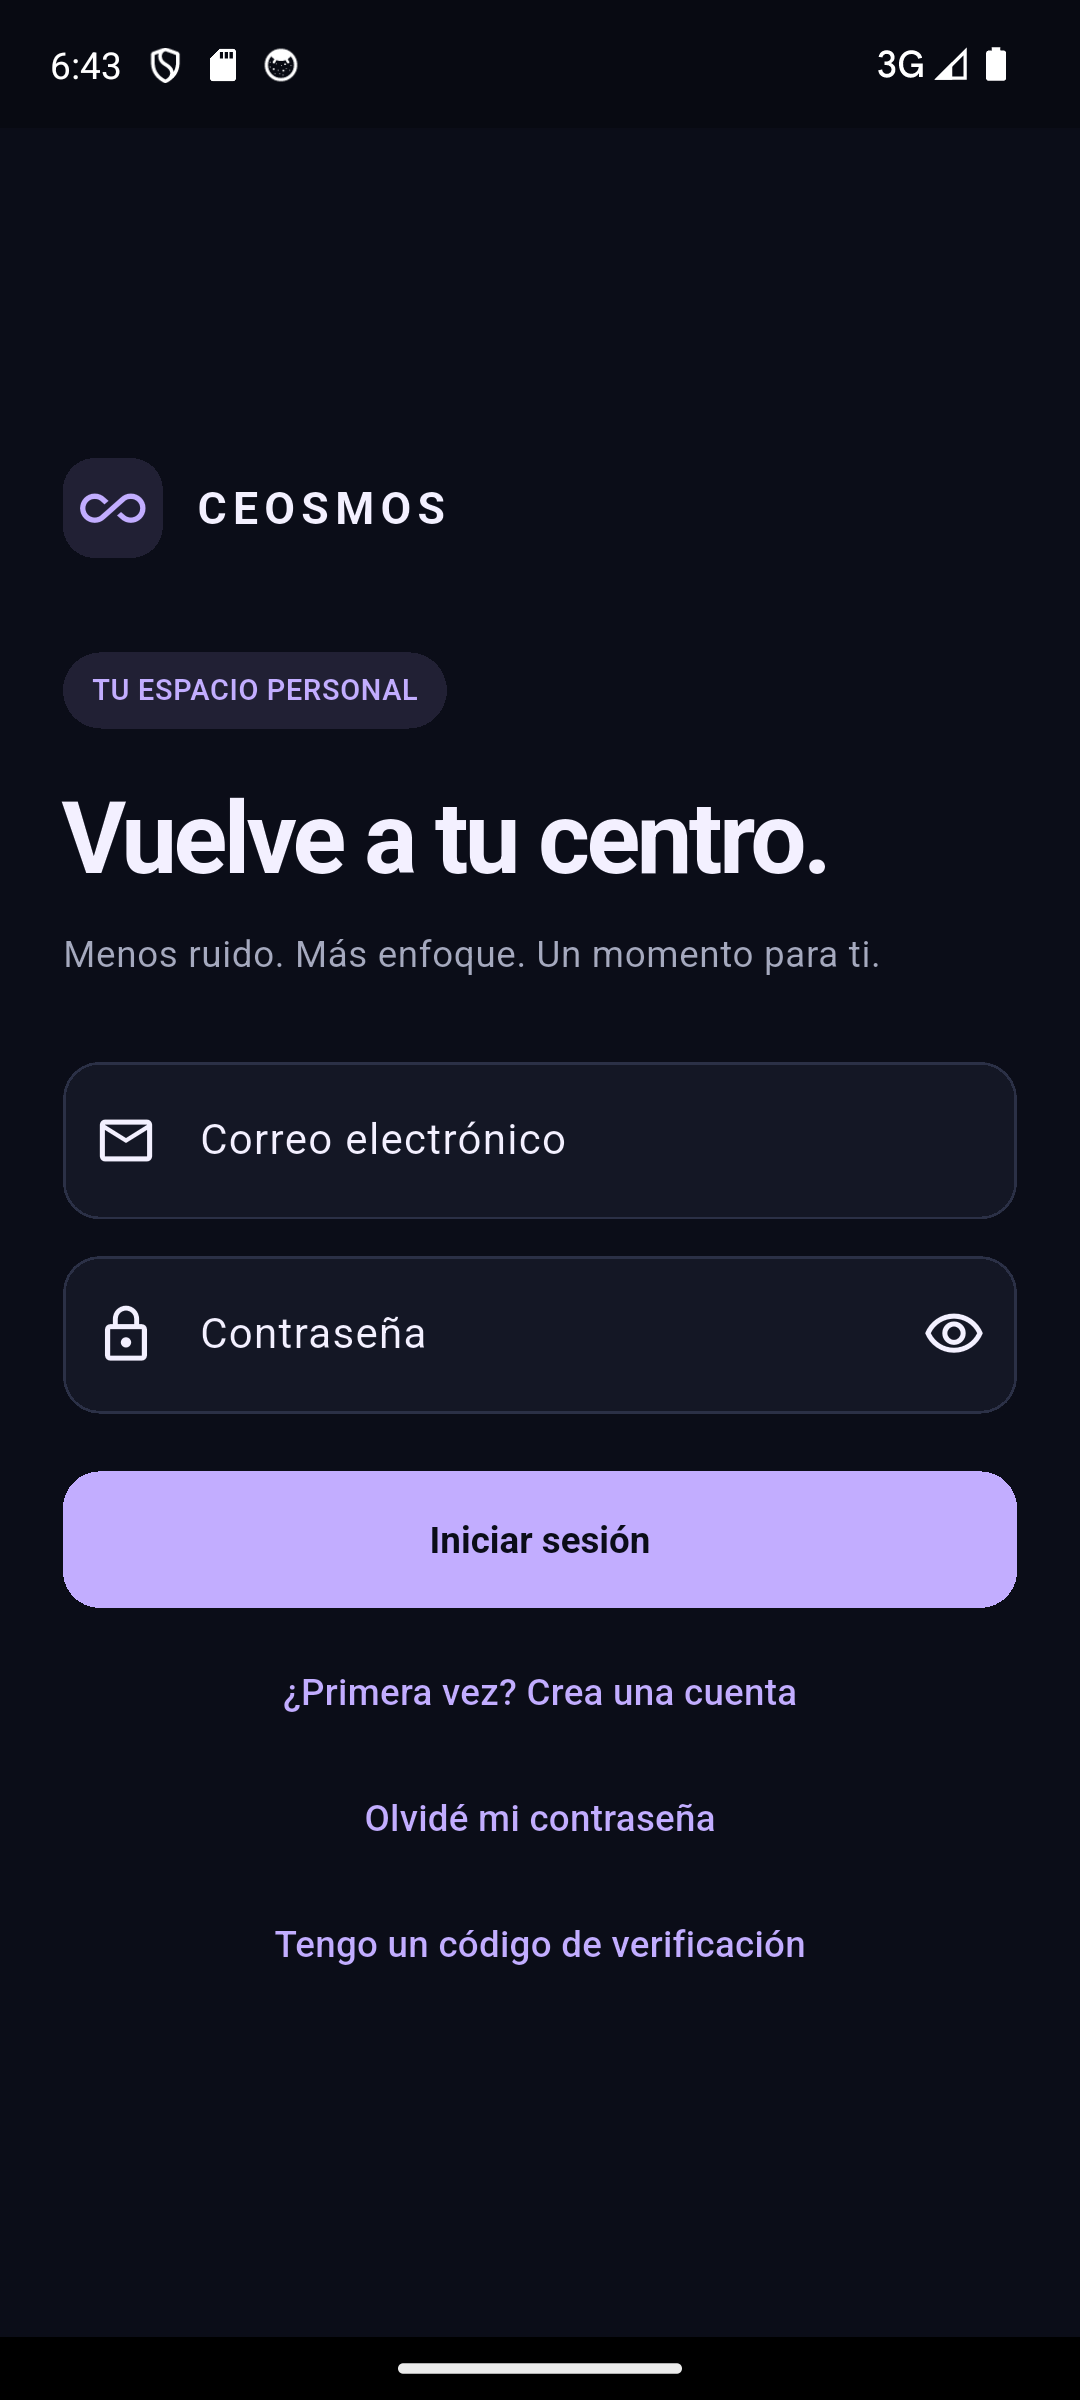 6:43
3G
CEOSMOS
TU ESPACIO PERSONAL
Vuelve a tu centro.
Menos ruido. Más enfoque. Un momento para ti.
Correo electrónico
Contraseña
Iniciar sesión
¿Primera vez? Crea una cuenta
Olvidé mi contraseña
Tengo un código de verificación